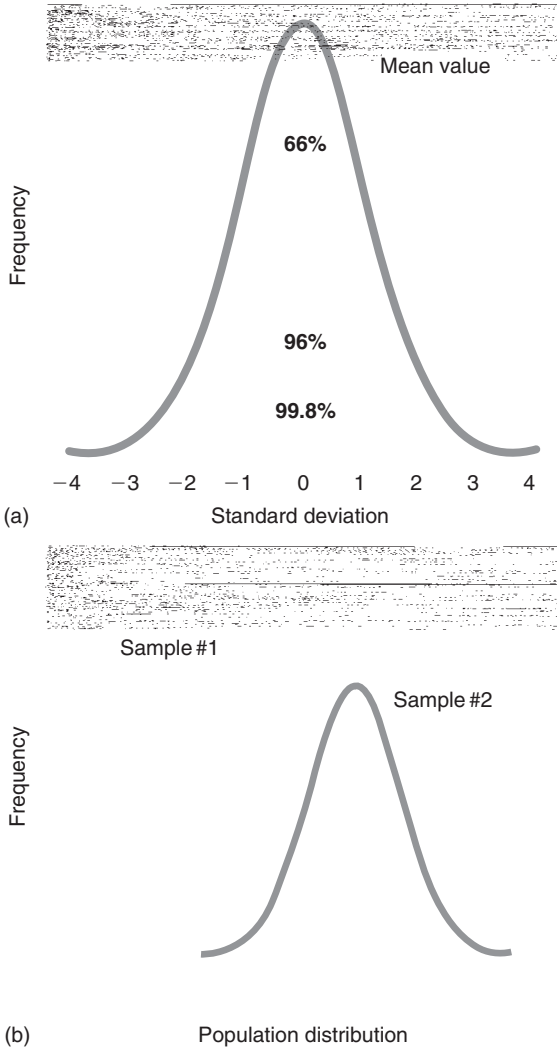 Mean value
66%
Frequency
96%
99.8%
−4 −3 −2 −1 0 1 2 3 4
(a) Standard deviation
Sample #1
Sample #2
Frequency
(b) Population distribution